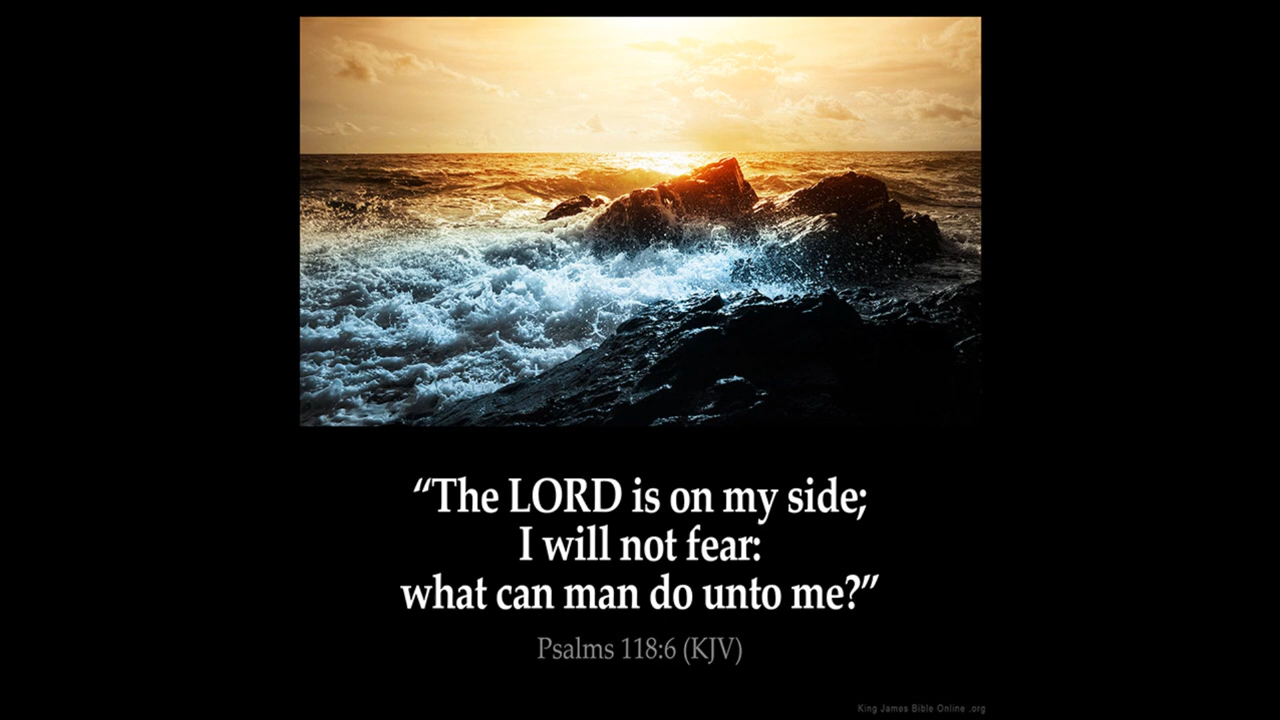 “The LORD is on my side;
I will not fear:
what can man do unto me?”
Psalms 118:6 (KJV)
King James Bible Online .org